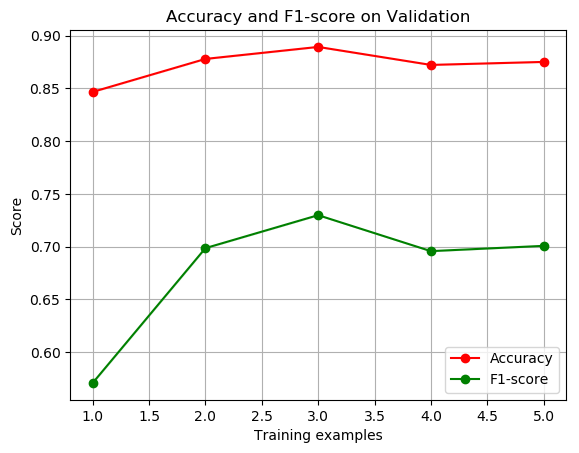 Accuracy and F1-score on Validation
0.90
0.85
0.80
0.75
0.70
0.65
0.60
Score
1.0 1.5 2.0 2.5 3.0 3.5 4.0 4.5 5.0
Training examples
Accuracy
F1-score